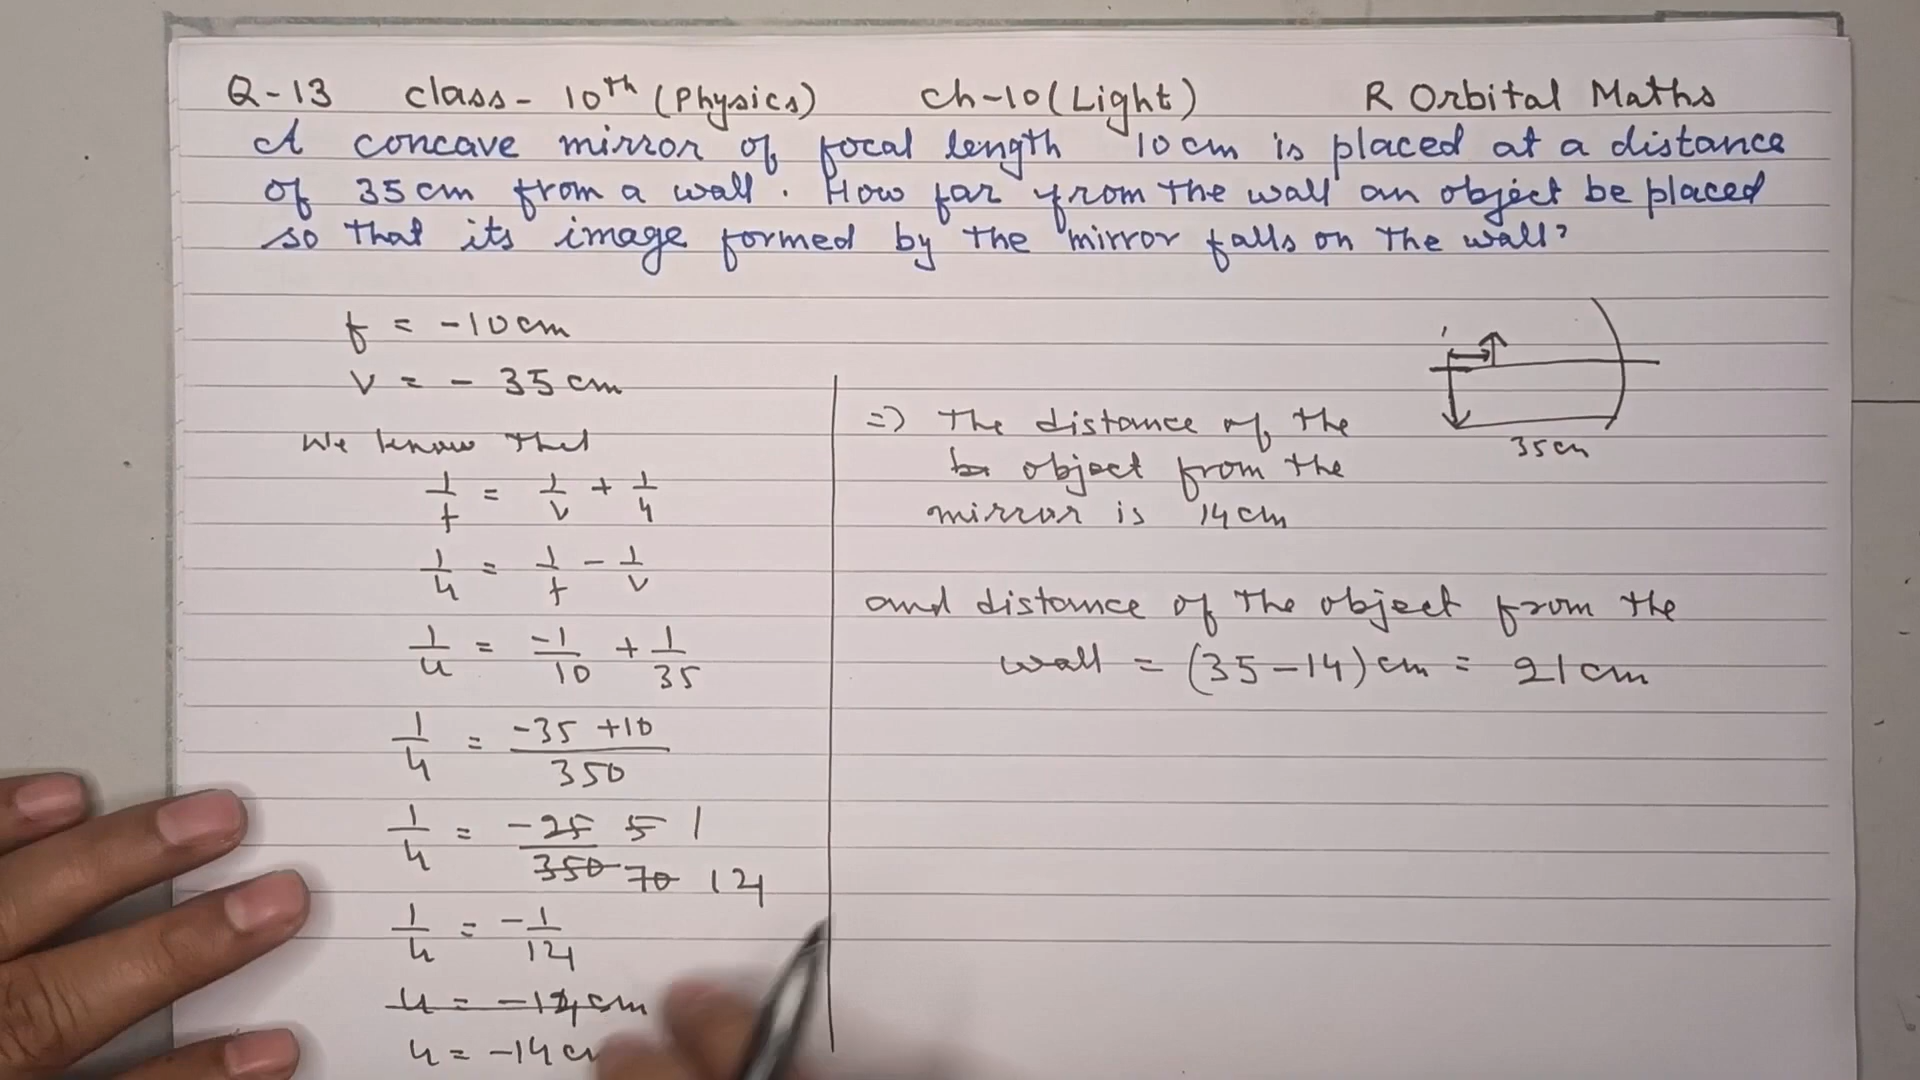 Q-13 class- 10th (Physics) Ch-10 (Light) R Orbital Maths
A concave mirror of focal length 10 cm is placed at a distance
of 35 cm from a wall. How far from the wall an object be placed
so that its image formed by the mirror falls on the wall?
f = -10 cm
v = - 35 cm
We know that
1/f = 1/v + 1/u
1/u = 1/f - 1/v
1/u = -1/10 + 1/35
1/u = -35 +10 / 350
1/u = -25 5 1 / 350 70 14
1/u = -1/14
u = -14 cm
u = -14 c
35 cm
=) The distance of the
object from the
mirror is 14 cm
and distance of the object from the
wall = (35-14) cm = 21 cm